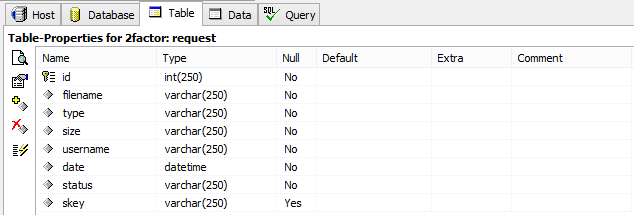 Host Database Table Data SQL Query
Table-Properties for 2factor: request
Name Type Null Default Extra Comment
id int(250) No
filename varchar(250) No
type varchar(250) No
size varchar(250) No
username varchar(250) No
date datetime No
status varchar(250) No
skey varchar(250) Yes